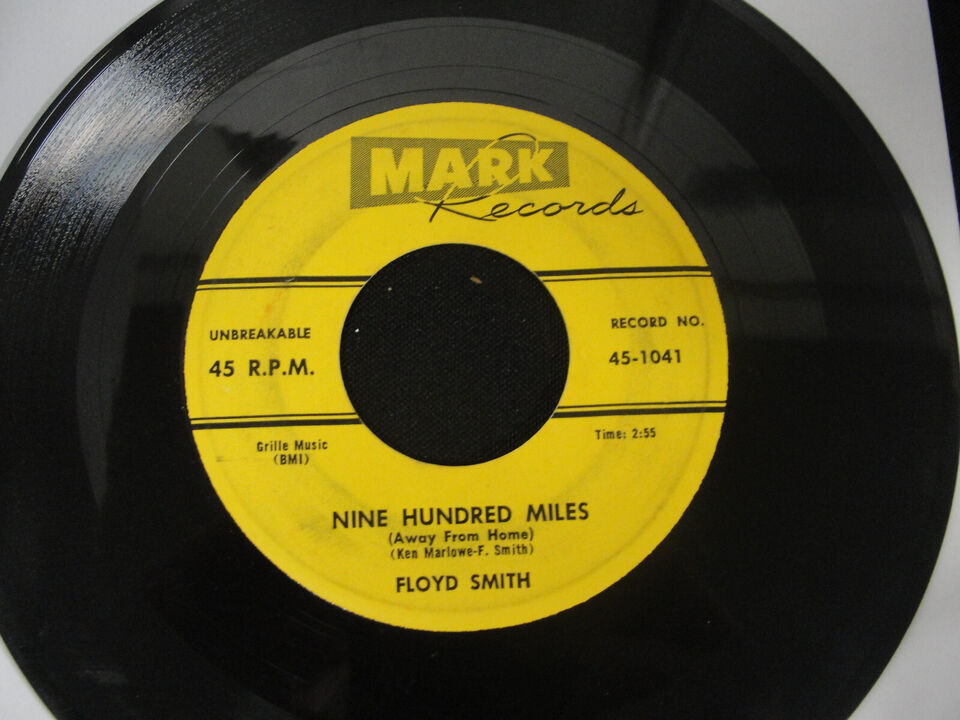 MARK
Records
UNBREAKABLE
45 R.P.M.
RECORD NO.
45-1041
Grille Music
(BMI)
Time: 2:55
NINE HUNDRED MILES
(Away From Home)
(Ken Marlowe-F. Smith)
FLOYD SMITH